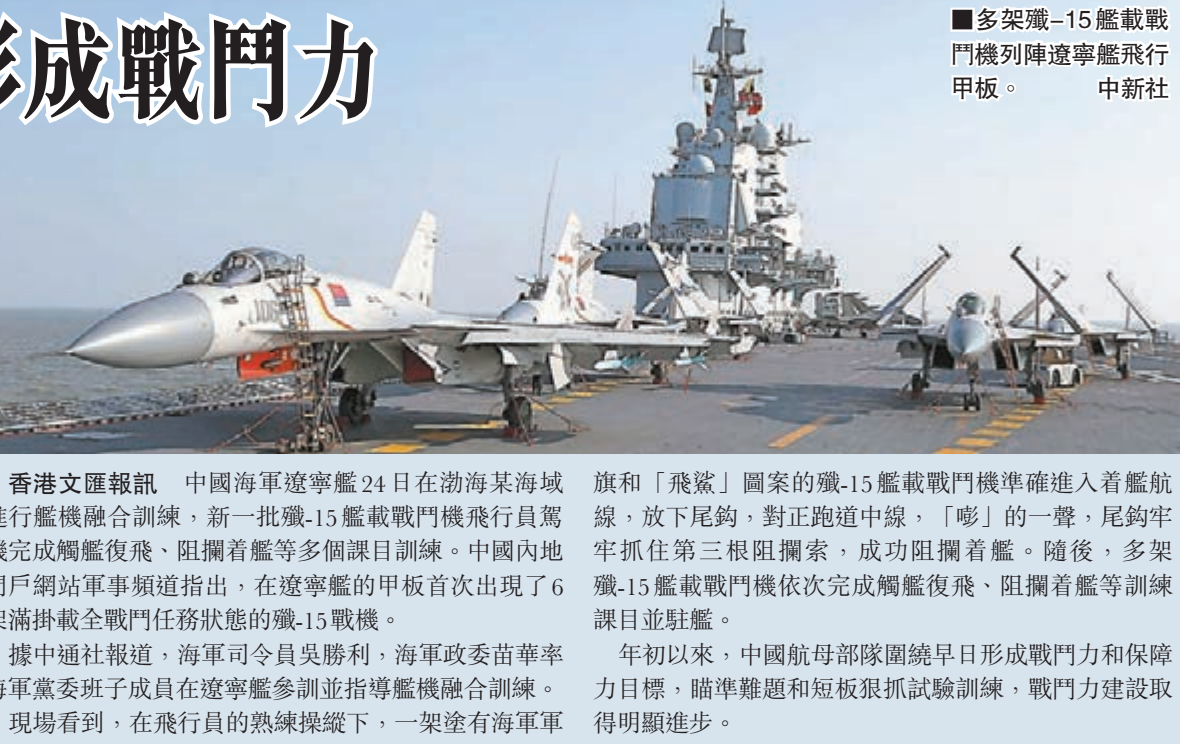 形成戰鬥力
■多架殲–15艦載戰
鬥機列陣遼寧艦飛行
甲板。 中新社
香港文匯報訊 中國海軍遼寧艦24日在渤海某海域
進行艦機融合訓練，新一批殲-15艦載戰鬥機飛行員駕
機完成觸艦復飛、阻攔着艦等多個課目訓練。中國內地
門戶網站軍事頻道指出，在遼寧艦的甲板首次出現了6
架滿掛載全戰鬥任務狀態的殲-15戰機。
據中通社報道，海軍司令員吳勝利，海軍政委苗華率
海軍黨委班子成員在遼寧艦參訓並指導艦機融合訓練。
現場看到，在飛行員的熟練操縱下，一架塗有海軍軍
旗和「飛鯊」圖案的殲-15艦載戰鬥機準確進入着艦航
線，放下尾鈎，對正跑道中線，「嘭」的一聲，尾鈎牢
牢抓住第三根阻攔索，成功阻攔着艦。隨後，多架
殲-15艦載戰鬥機依次完成觸艦復飛、阻攔着艦等訓練
課目並駐艦。
年初以來，中國航母部隊圍繞早日形成戰鬥力和保障
力目標，瞄準難題和短板狠抓試驗訓練，戰鬥力建設取
得明顯進步。